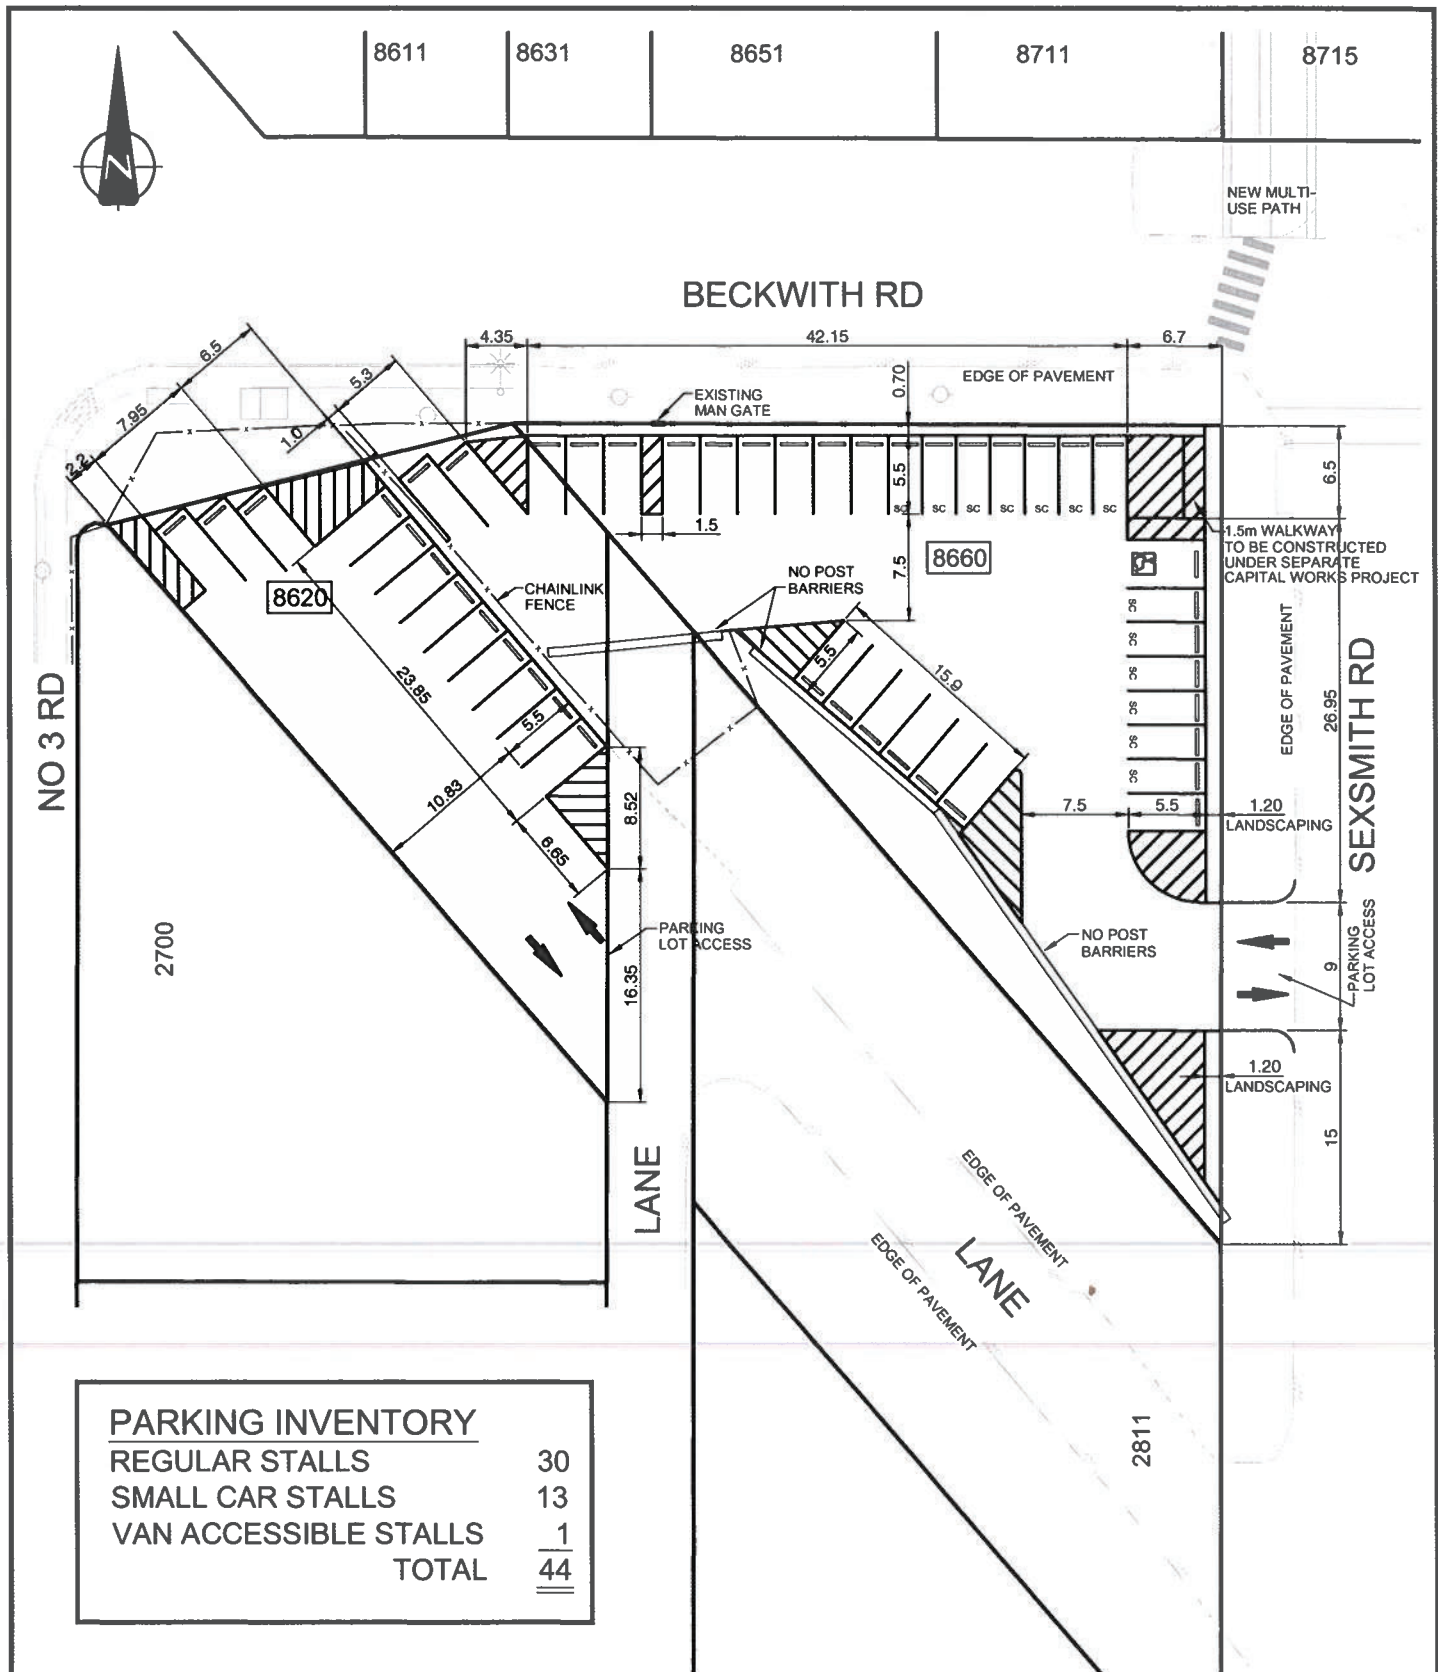 8611
8631
8651
8711
8715
N
NEW MULTI-
USE PATH
BECKWITH RD
4.35
42.15
6.7
6.5
5.3
7.95
1.0
2.2
0.70
EDGE OF PAVEMENT
EXISTING
MAN GATE
5.5
6.5
SC
SC
SC
SC
SC
SC
SC
1.5
1.5m WALKWAY
TO BE CONSTRUCTED
UNDER SEPARATE
CAPITAL WORKS PROJECT
7.5
8660
NO POST
BARRIERS
CHAINLINK
FENCE
8620
SC
SC
SC
SC
SC
SC
5.5
15.9
EDGE OF PAVEMENT
26.95
SEXSMITH RD
NO 3 RD
23.85
5.5
10.83
8.52
6.65
7.5
5.5
1.20
LANDSCAPING
2700
PARKING
LOT ACCESS
16.35
NO POST
BARRIERS
9
PARKING
LOT ACCESS
1.20
LANDSCAPING
15
LANE
EDGE OF PAVEMENT
LANE
EDGE OF PAVEMENT
2811
PARKING INVENTORY
REGULAR STALLS 30
SMALL CAR STALLS 13
VAN ACCESSIBLE STALLS 1
TOTAL 44